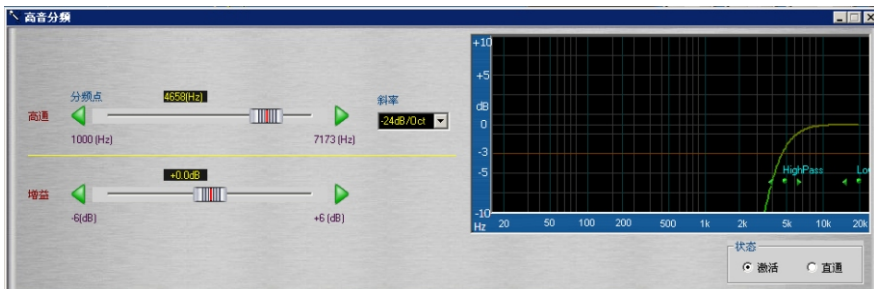 高音分频
分频点
4658(Hz)
斜率
高通
-24dB/Oct
1000 (Hz)
7173 (Hz)
+0.0dB
增益
-6(dB)
+6 (dB)
+10
+5
dB
0
-3
-5
-10
HighPass
Lov
Hz 20 50 100 200 500 1k 2k 5k 10k 20k
状态
激活
直通